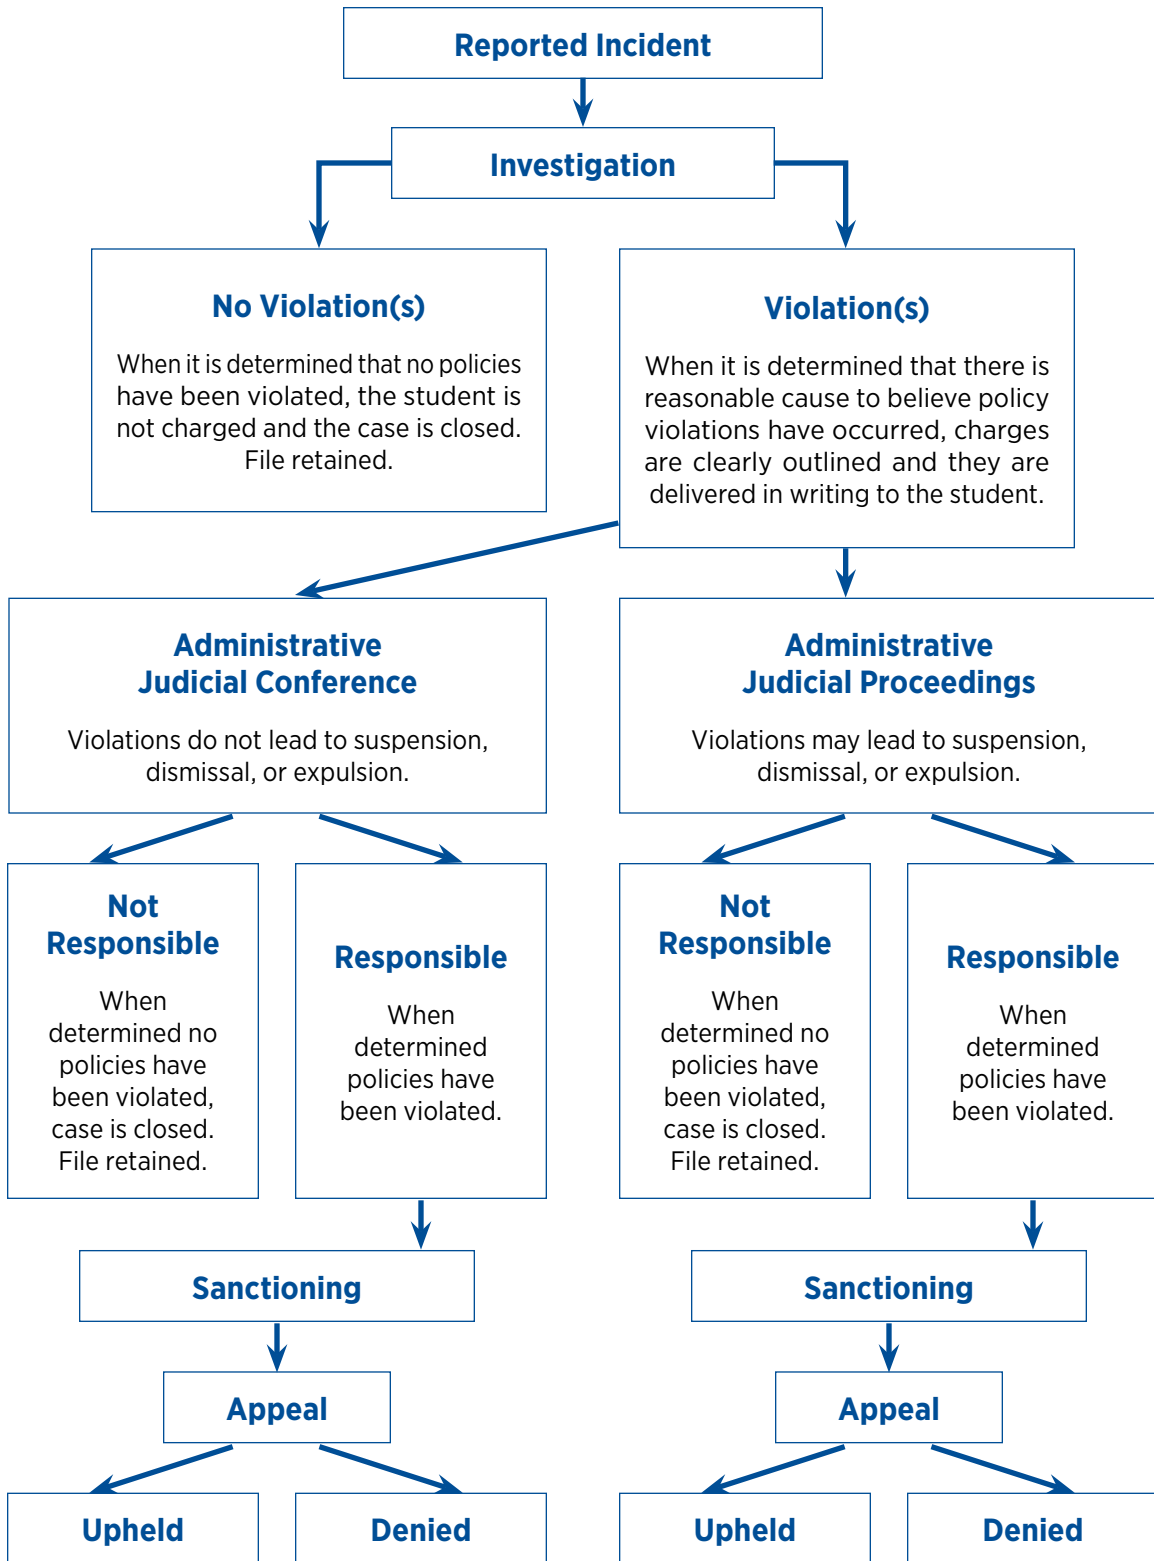 Reported Incident
Investigation
No Violation(s)
When it is determined that no policies
have been violated, the student is
not charged and the case is closed.
File retained.
Violation(s)
When it is determined that there is
reasonable cause to believe policy
violations have occurred, charges
are clearly outlined and they are
delivered in writing to the student.
Administrative
Judicial Conference
Violations do not lead to suspension,
dismissal, or expulsion.
Administrative
Judicial Proceedings
Violations may lead to suspension,
dismissal, or expulsion.
Not
Responsible
When
determined no
policies have
been violated,
case is closed.
File retained.
Responsible
When
determined
policies have
been violated.
Not
Responsible
When
determined no
policies have
been violated,
case is closed.
File retained.
Responsible
When
determined
policies have
been violated.
Sanctioning
Sanctioning
Appeal
Appeal
Upheld
Denied
Upheld
Denied